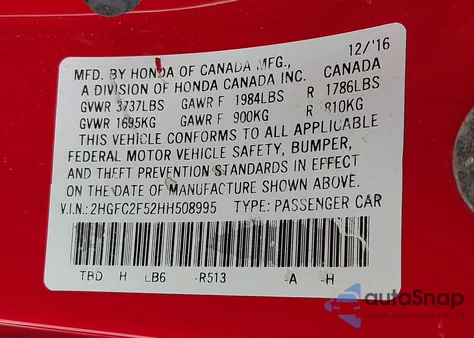 MFD. BY HONDA OF CANADA MFG., 12/'16
A DIVISION OF HONDA CANADA INC. CANADA
GVWR 3737LBS GAWR F 1984LBS R 1786LBS
GVWR 1695KG GAWR F 900KG R 810KG
THIS VEHICLE CONFORMS TO ALL APPLICABLE
FEDERAL MOTOR VEHICLE SAFETY, BUMPER,
AND THEFT PREVENTION STANDARDS IN EFFECT
ON THE DATE OF MANUFACTURE SHOWN ABOVE.
V.I.N.: 2HGFC2F52HH508995 TYPE: PASSENGER CAR
TBD H LB6 -R513 -A -H
autoSnap